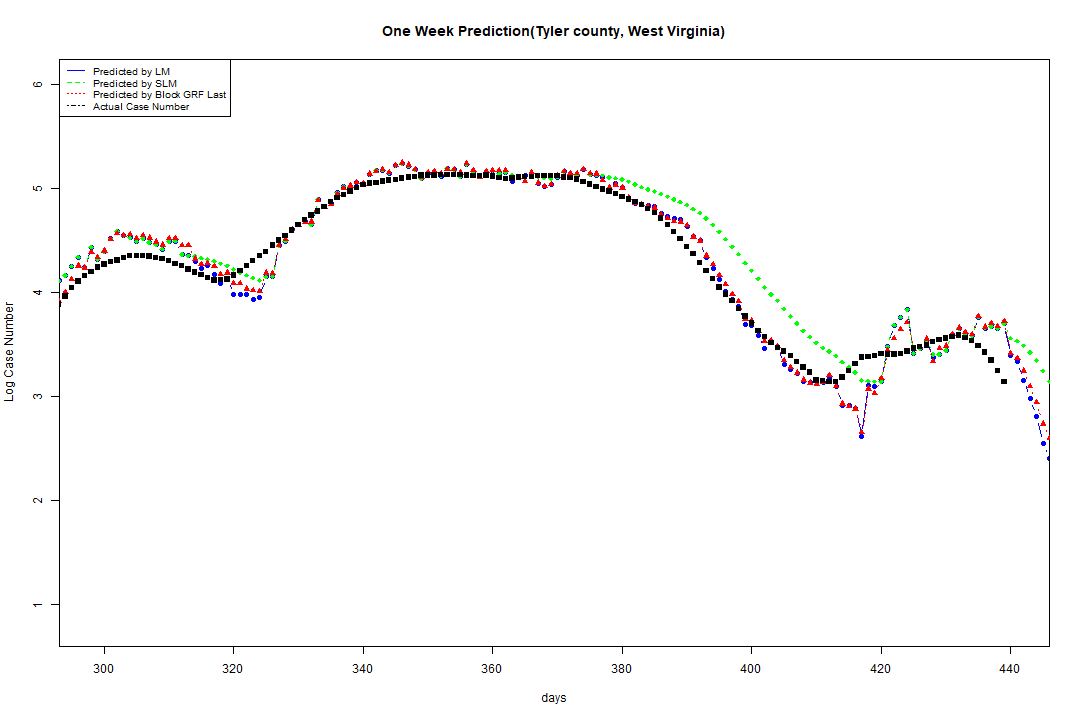 One Week Prediction(Tyler county, West Virginia)
Predicted by LM
Predicted by SLM
Predicted by Block GRF Last
Actual Case Number
6
5
4
3
2
1
Log Case Number
300 320 340 360 380 400 420 440
days